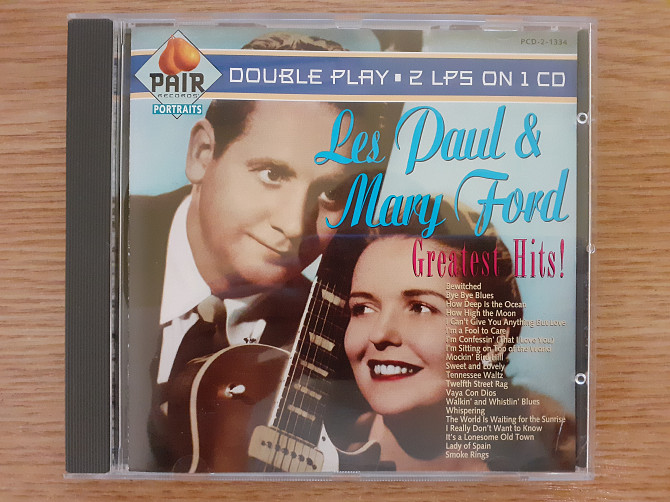 PCD-2-1334
PAIR
RECORDS
PORTRAITS
DOUBLE PLAY • 2 LPS ON 1 CD
Les Paul &
Mary Ford
Greatest Hits!
Bewitched
Bye Bye Blues
How Deep is the Ocean
How High the Moon
I Can't Give You Anything But Love
I'm a Fool to Care
I'm Confessin' (That I Love You)
I'm Sitting on Top of the World
Mockin' Bird Hill
Sweet and Lovely
Tennessee Waltz
Twelfth Street Rag
Vaya Con Dios
Walkin' and Whistlin' Blues
Whispering
The World is Waiting for the Sunrise
I Really Don't Want to Know
It's a Lonesome Old Town
Lady of Spain
Smoke Rings